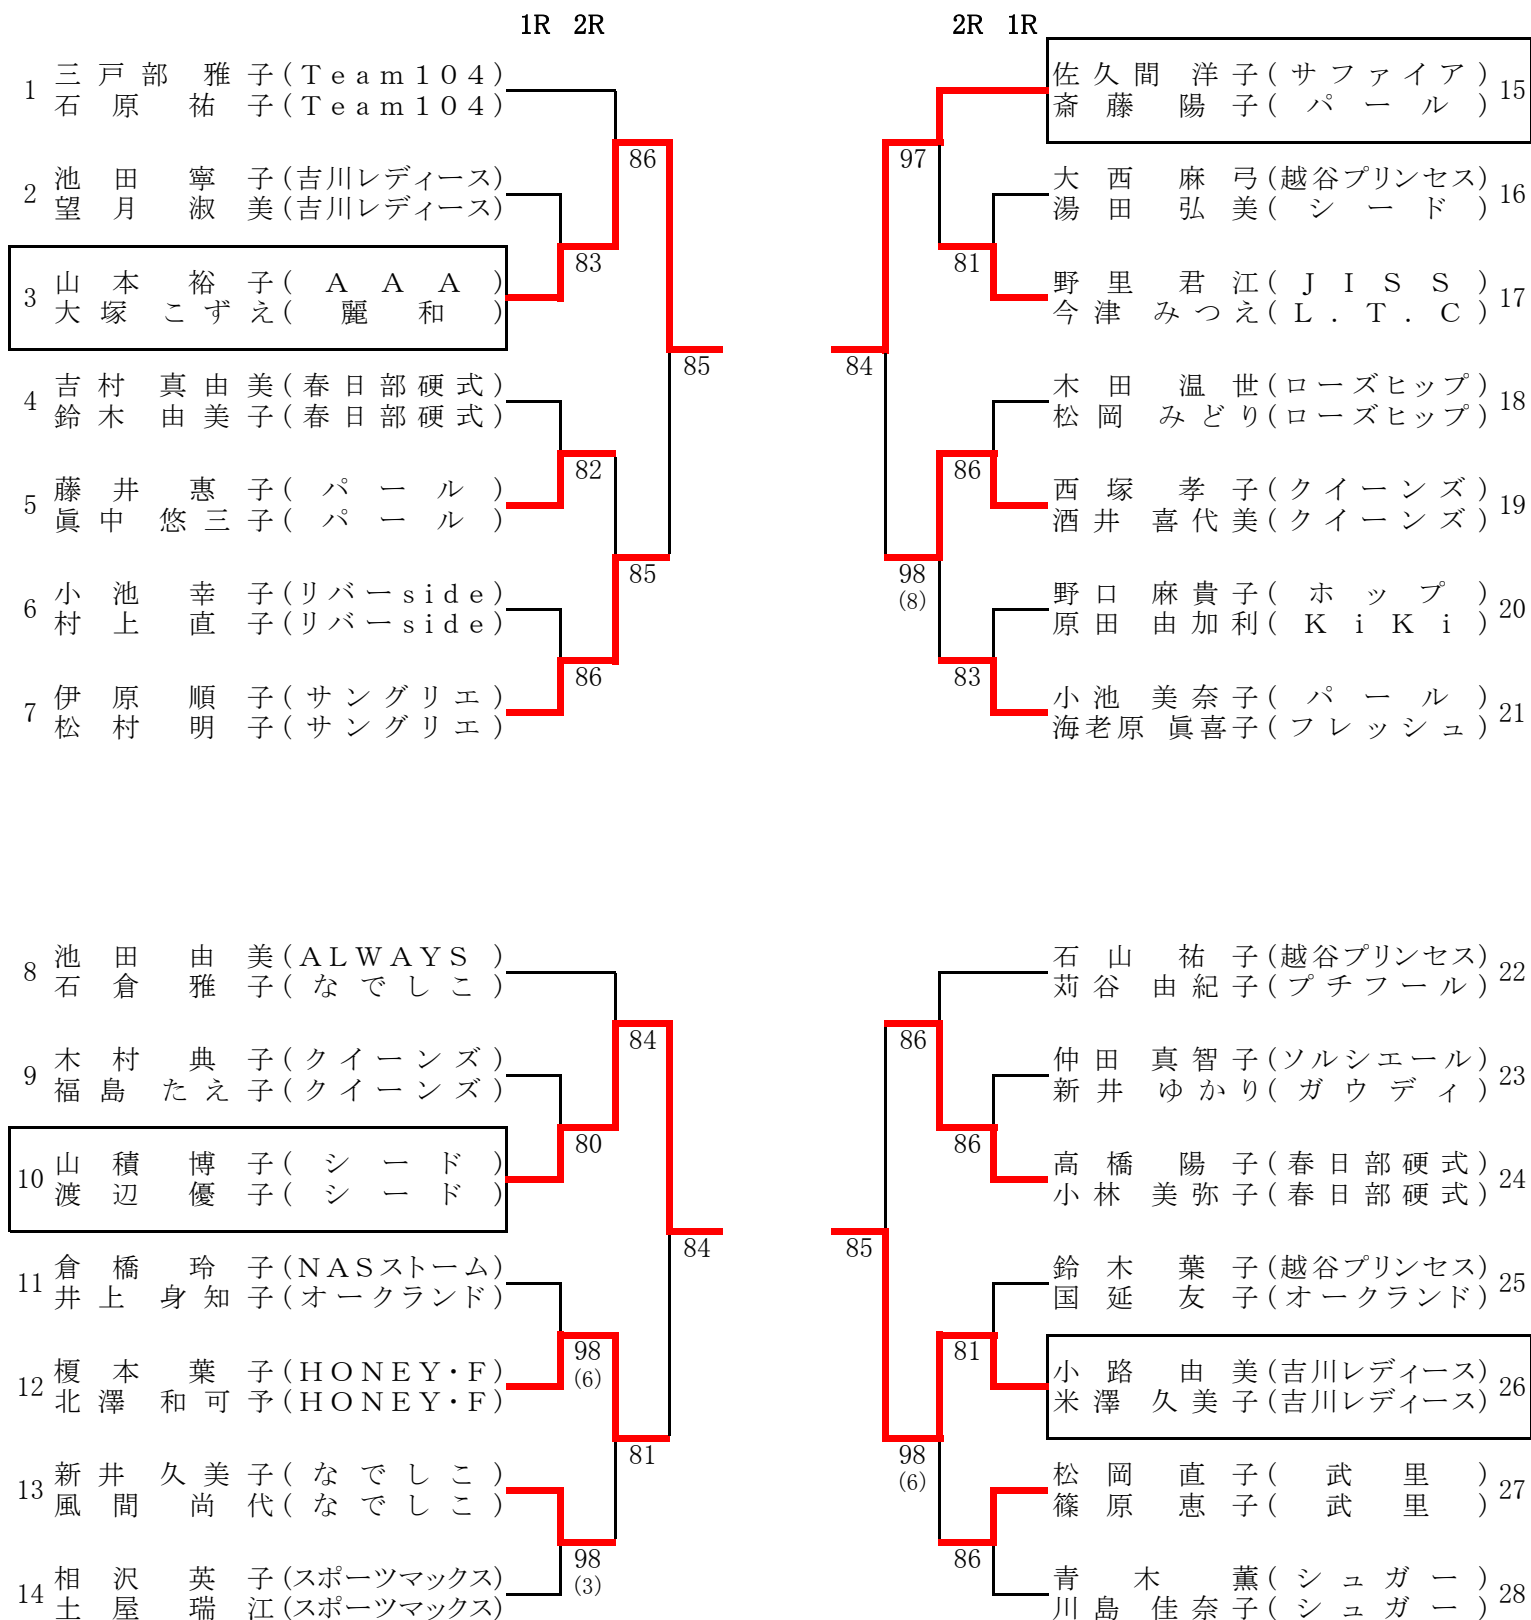 1R 2R
1 三戸部 雅子(Team104)
石原 祐子(Team104)
2 池田 寧子(吉川レディース)
望月 淑美(吉川レディース)
3 山本 裕子(AAA)
大塚 こずえ(麗和)
4 吉村 真由美(春日部硬式)
鈴木 由美子(春日部硬式)
5 藤井 惠子(パール)
眞中 悠三子(パール)
6 小池 幸子(リバーside)
村上 直子(リバーside)
7 伊原 順子(サングリエ)
松村 明子(サングリエ)
86
83
85
82
85
86
8 池田 由美(ALWAYS)
石倉 雅子(なでしこ)
9 木村 典子(クイーンズ)
福島 たえ子(クイーンズ)
10 山積 博子(シード)
渡辺 優子(シード)
11 倉橋 玲子(NASストーム)
井上 身知子(オークランド)
12 榎本 葉子(HONEY・F)
北澤 和可予(HONEY・F)
13 新井 久美子(なでしこ)
風間 尚代(なでしこ)
14 相沢 英子(スポーツマックス)
土屋 瑞江(スポーツマックス)
84
80
84
98
(6)
81
98
(3)
2R 1R
佐久間 洋子(サファイア) 15
斎藤 陽子(パール)
大西 麻弓(越谷プリンセス) 16
湯田 弘美(シード)
野里 君江(JISS) 17
今津 みつえ(L.T.C)
木田 温世(ローズヒップ) 18
松岡 みどり(ローズヒップ)
西塚 孝子(クイーンズ) 19
酒井 喜代美(クイーンズ)
野口 麻貴子(ホップ) 20
原田 由加利(KiKi)
小池 美奈子(パール) 21
海老原 眞喜子(フレッシュ)
97
81
84
86
98
(8)
83
石山 祐子(越谷プリンセス) 22
苅谷 由紀子(プチフール)
仲田 真智子(ソルシエール) 23
新井 ゆかり(ガウディ)
高橋 陽子(春日部硬式) 24
小林 美弥子(春日部硬式)
鈴木 葉子(越谷プリンセス) 25
国延 友子(オークランド)
小路 由美(吉川レディース) 26
米澤 久美子(吉川レディース)
松岡 直子(武里) 27
篠原 恵子(武里)
青木 薫(シュガー) 28
川島 佳奈子(シュガー)
86
86
85
81
98
(6)
86